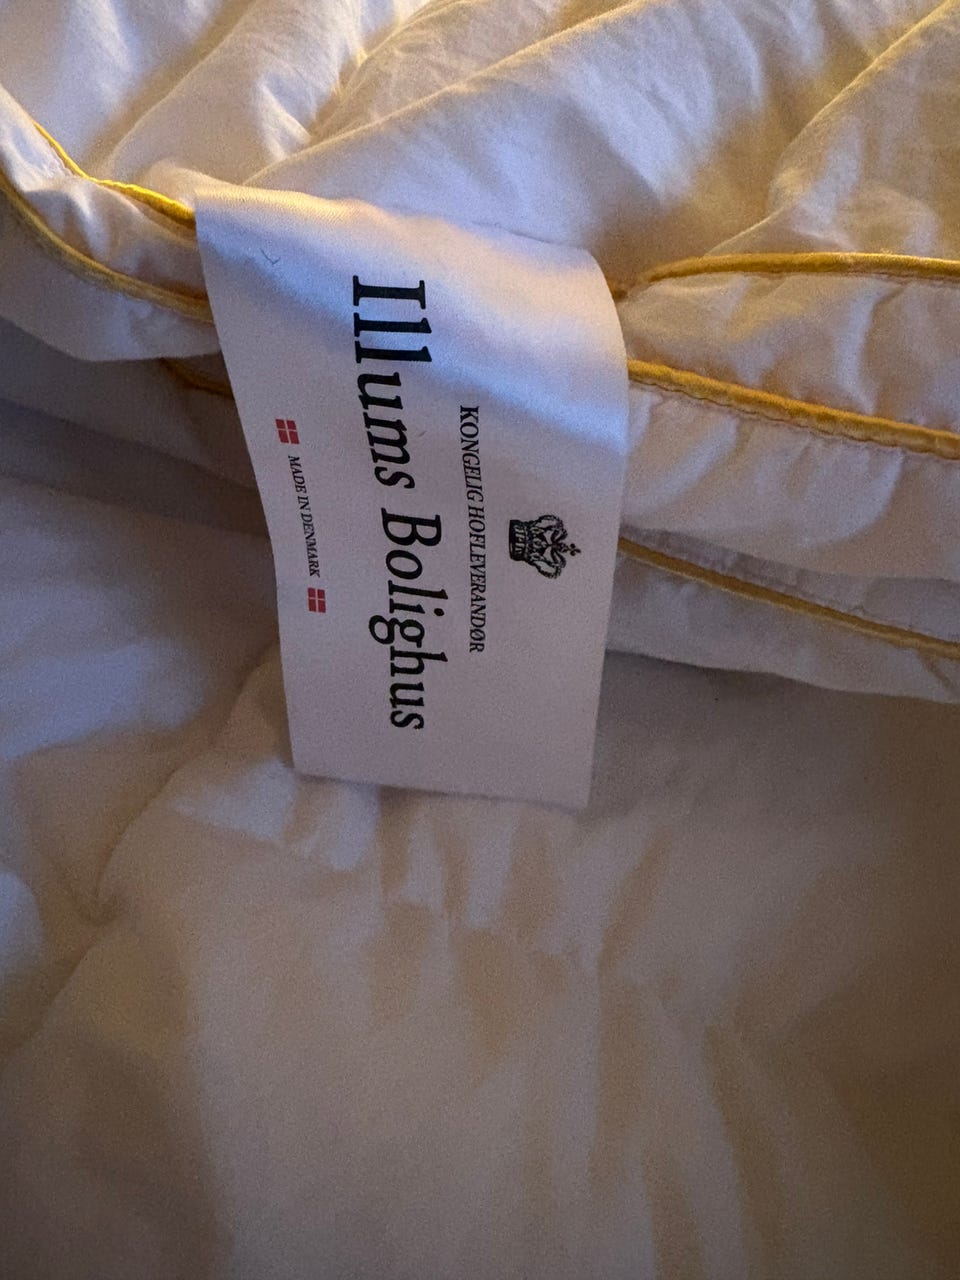 KONGELIG HOFLEVERANDØR
Illums Bolighus
MADE IN DENMARK